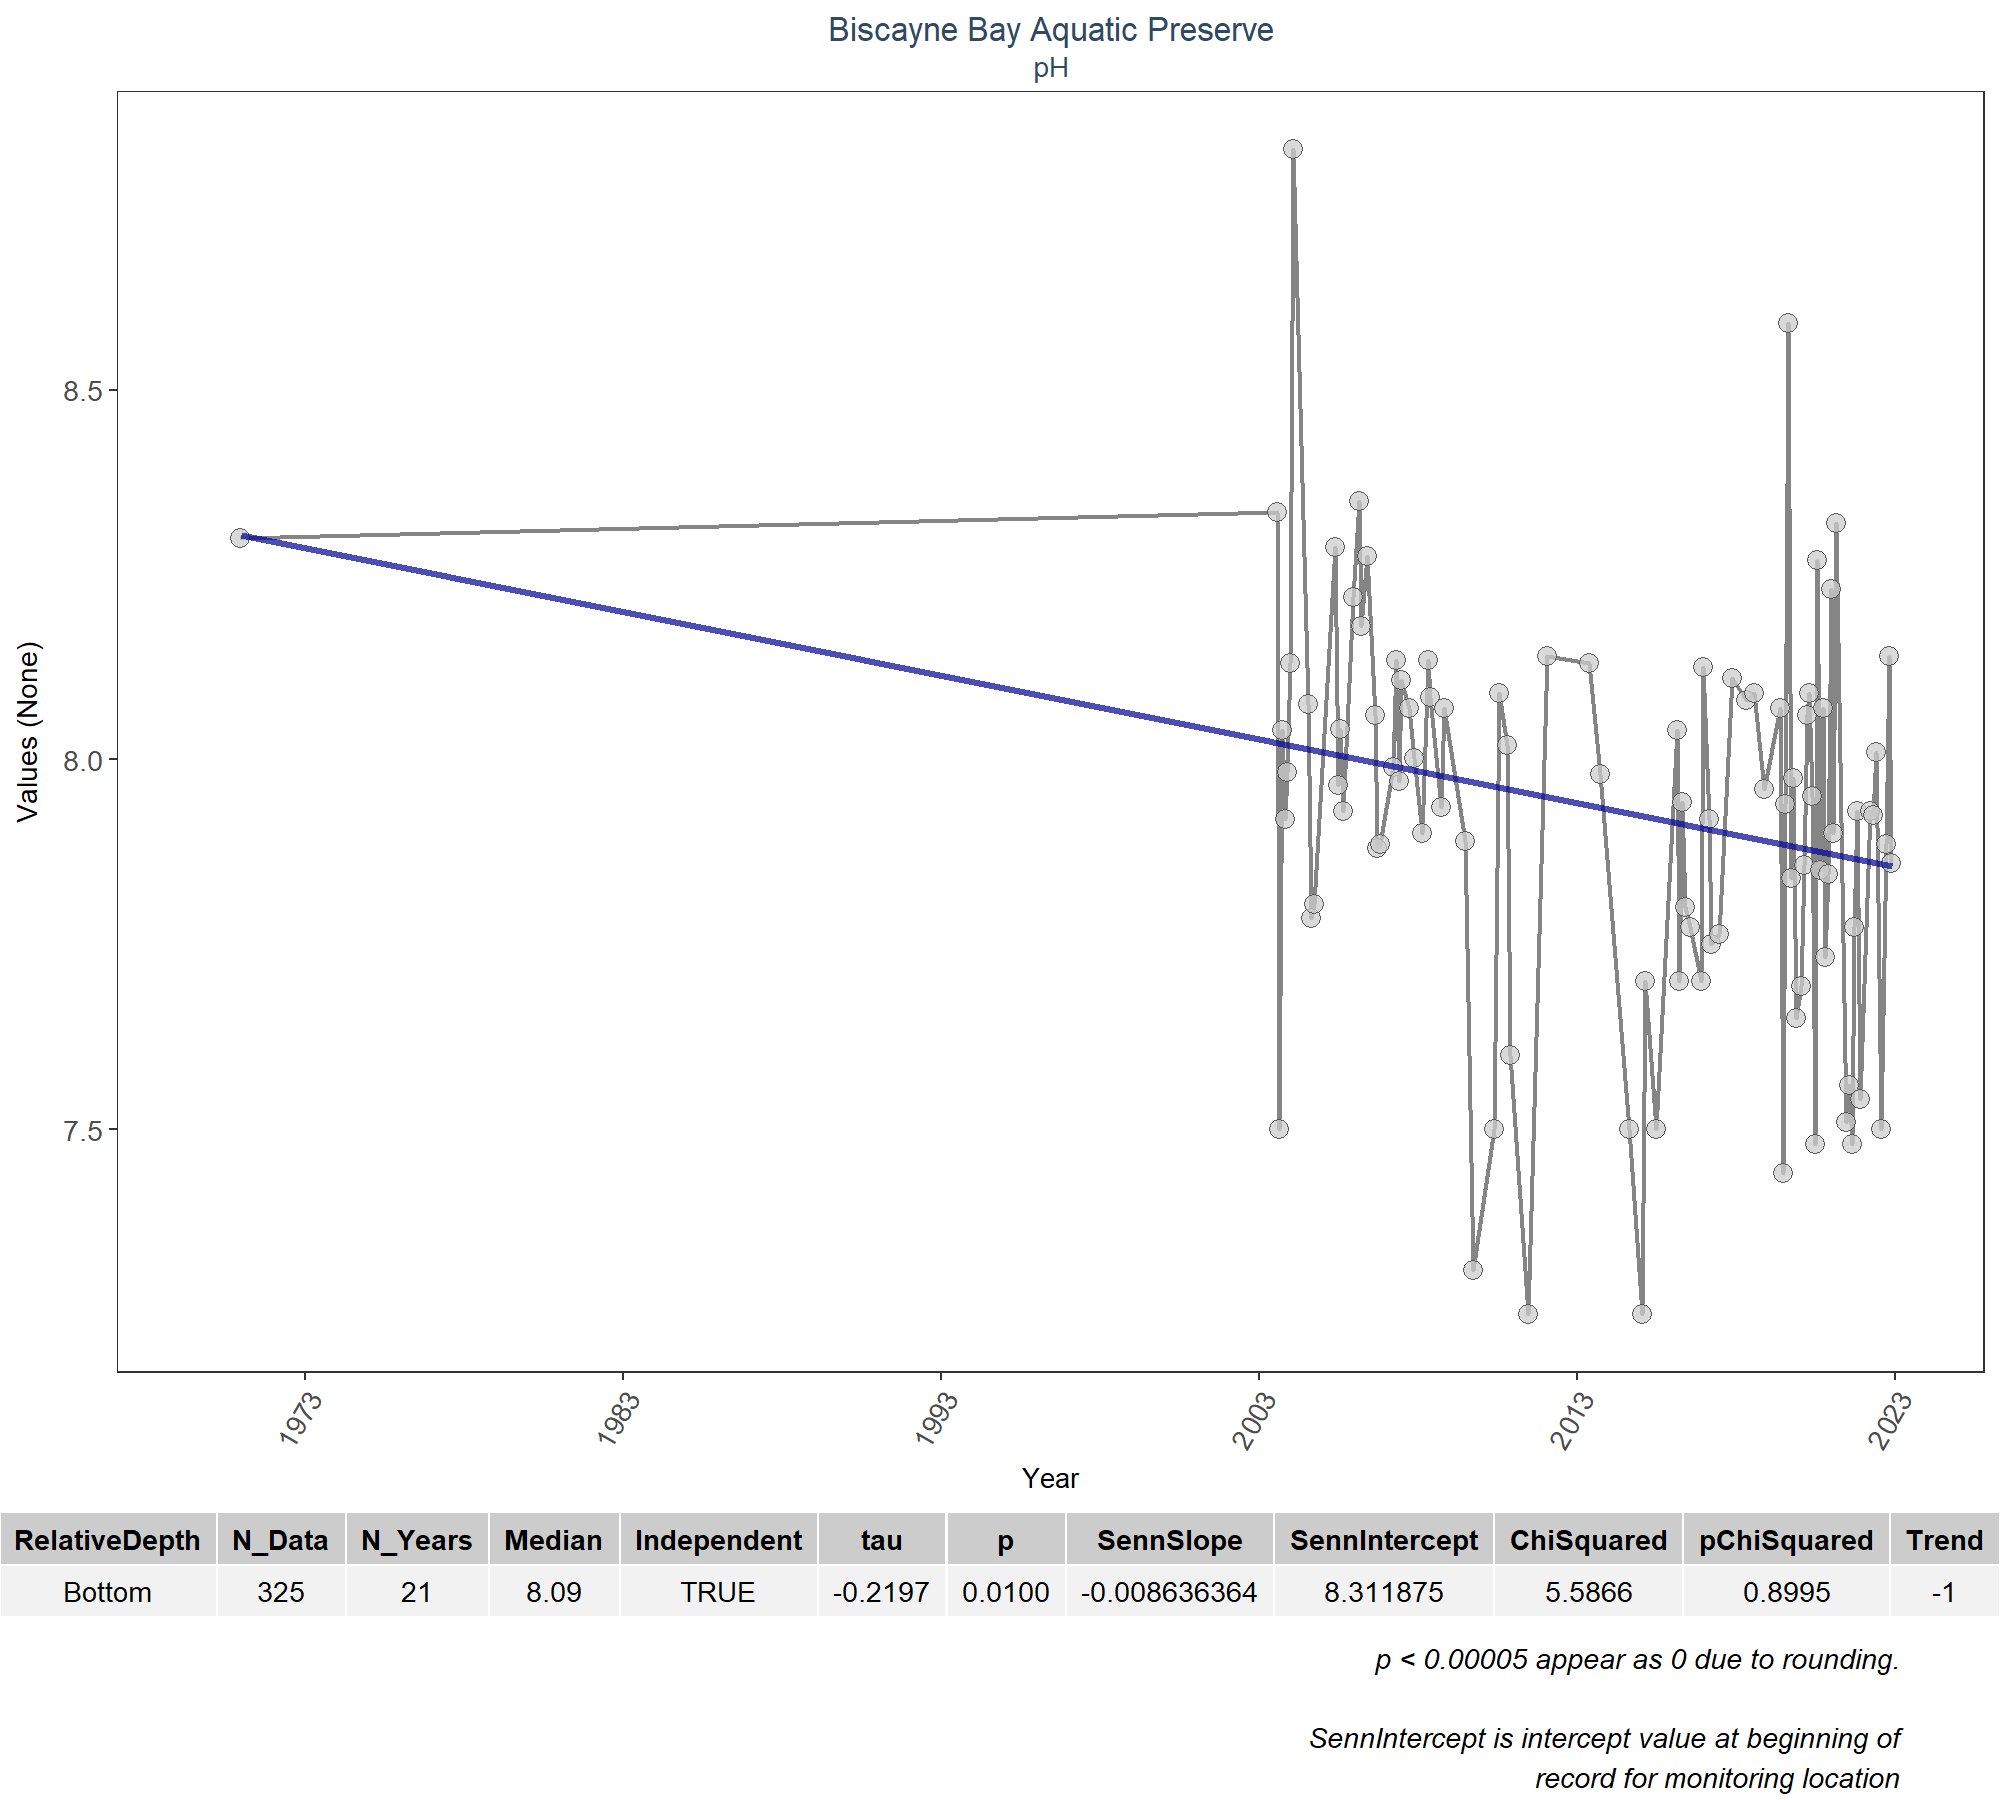 Biscayne Bay Aquatic Preserve
pH
Values (None)
8.5
8.0
7.5
1973
1983
1993
2003
2013
2023
Year
RelativeDepth N_Data N_Years Median Independent tau p SennSlope SennIntercept ChiSquared pChiSquared Trend
Bottom 325 21 8.09 TRUE -0.2197 0.0100 -0.008636364 8.311875 5.5866 0.8995 -1
p < 0.00005 appear as 0 due to rounding.
SennIntercept is intercept value at beginning of
record for monitoring location